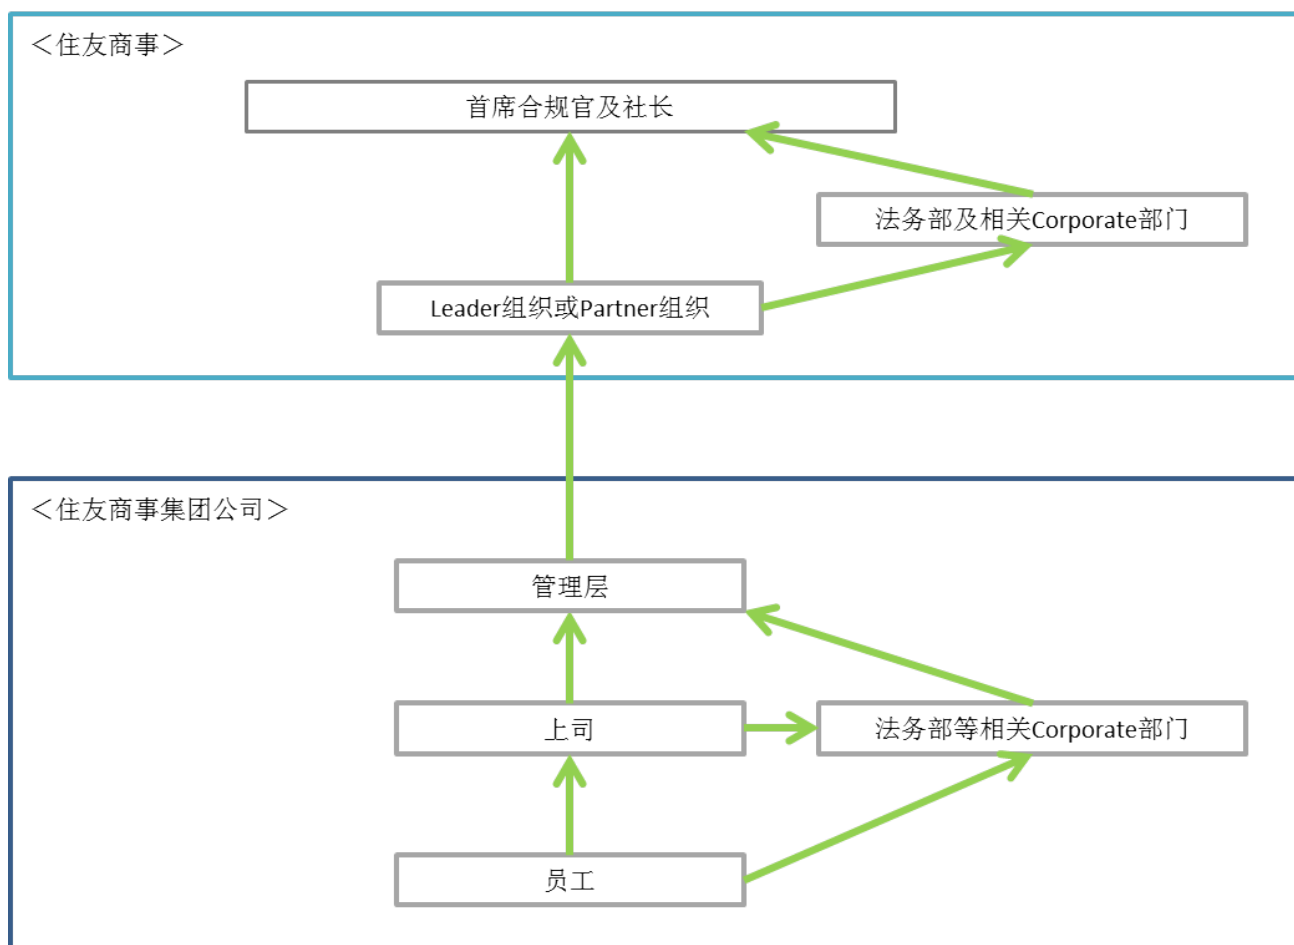 ＜住友商事＞
首席合规官及社长
法务部及相关Corporate部门
Leader组织或Partner组织
＜住友商事集团公司＞
管理层
上司
法务部等相关Corporate部门
员工